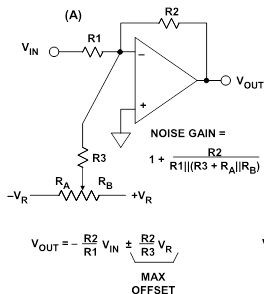 (A)
R2
R1
VIN
−
+
VOUT
R3
NOISE GAIN =
1 + R2
R1||(R3 + RA||RB)
RA RB
−VR +VR
VOUT = − R2/R1 VIN ± R2/R3 VR
MAX
OFFSET
V